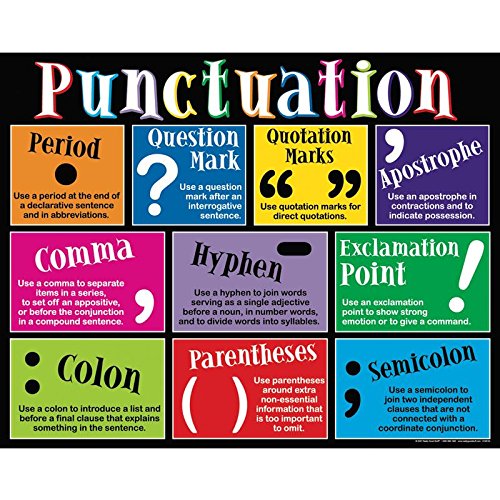 Punctuation
Period
Use a period at the end of
a declarative sentence
and in abbreviations.
Question
Mark
?
Use a question
mark after an
interrogative
sentence.
Quotation
Marks
“ ”
Use quotation marks for
direct quotations.
’
Apostrophe
Use an apostrophe in
contractions and to
indicate possession.
Comma
Use a comma to separate
items in a series,
to set off an appositive,
or before the conjunction
in a compound sentence.
,
Hyphen
-
Use a hyphen to join words
serving as a single adjective
before a noun, in number words,
and to divide words into syllables.
Exclamation
Point
!
Use an exclamation
point to show strong
emotion or to give a command.
:
Colon
Use a colon to introduce a list and
before a final clause that explains
something in the sentence.
Parentheses
( )
Use parentheses
around extra
non-essential
information that
is too important
to omit.
;
Semicolon
Use a semicolon to
join two independent
clauses that are
not connected with a
coordinate conjunction.